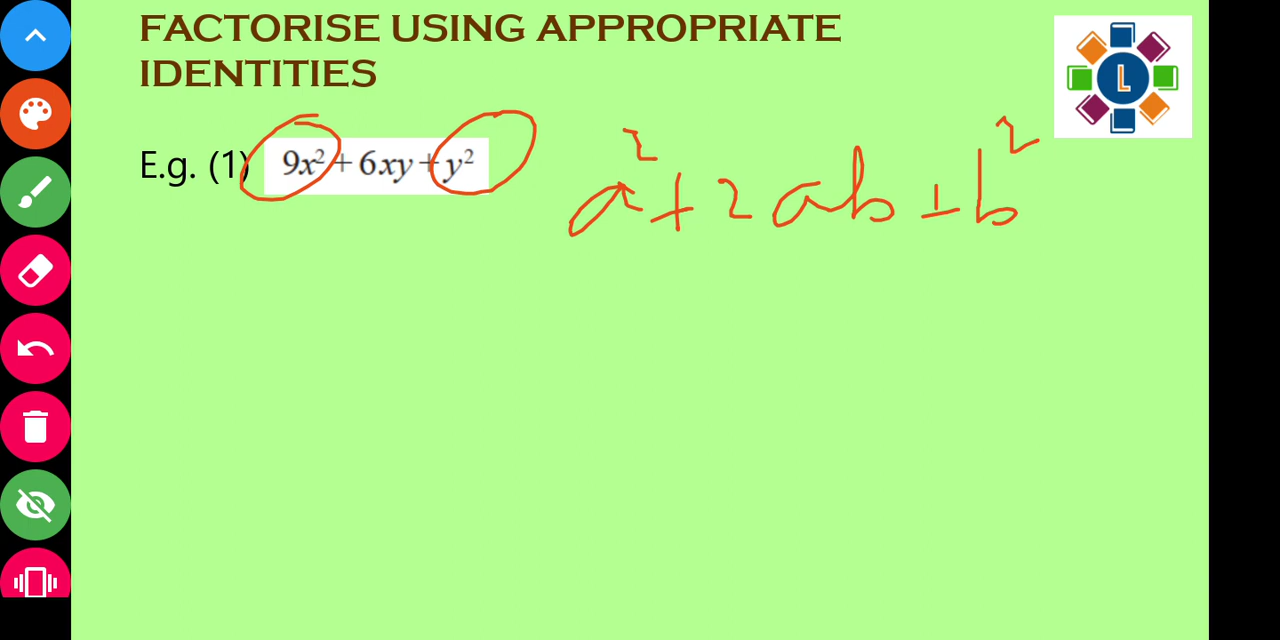 FACTORISE USING APPROPRIATE
IDENTITIES
E.g. (1) 9x² + 6xy + y²
a² + 2ab + b²
L